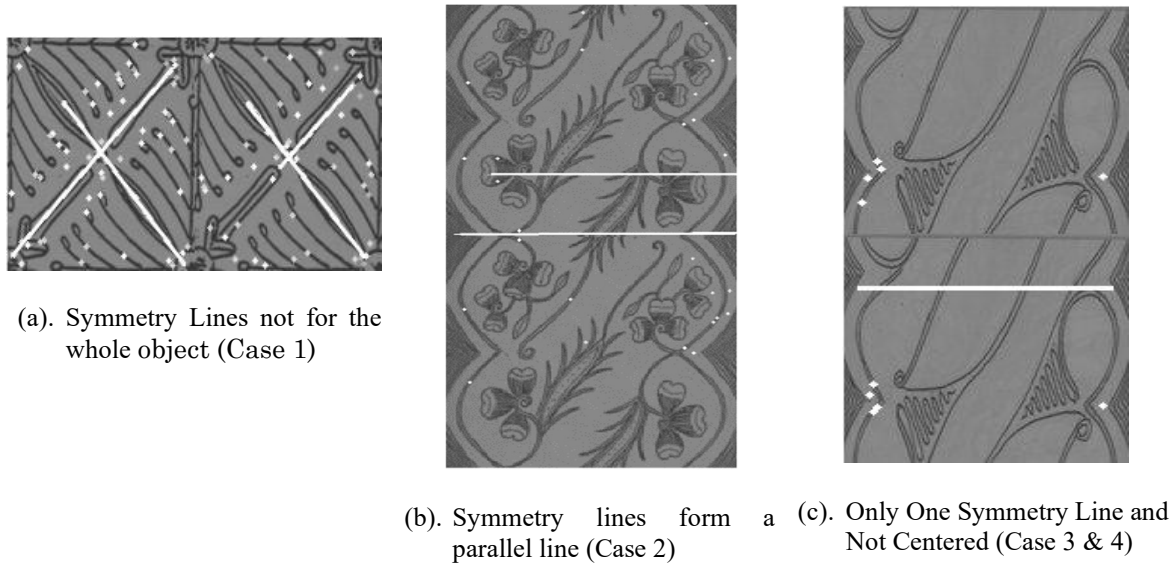 (a). Symmetry Lines not for the
whole object (Case 1)
(b). Symmetry lines form a
parallel line (Case 2)
(c). Only One Symmetry Line and
Not Centered (Case 3 & 4)